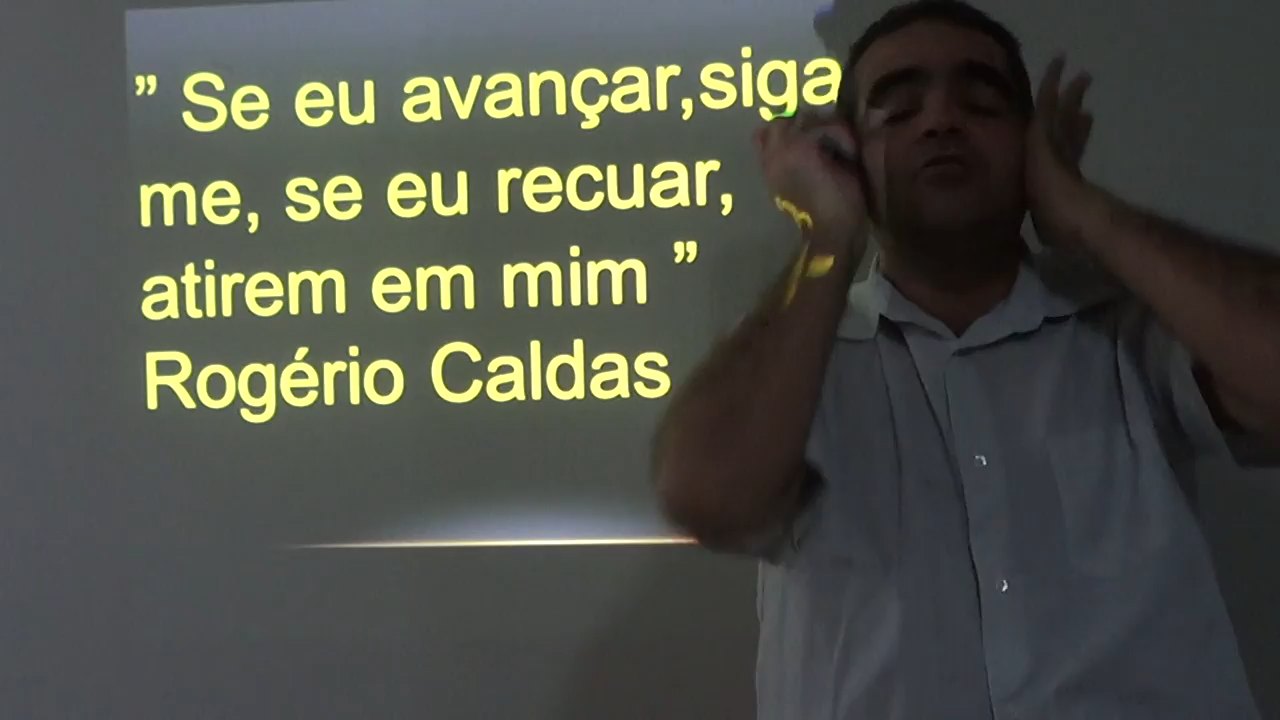 ” Se eu avançar,siga
me, se eu recuar,
atirem em mim ”
Rogério Caldas